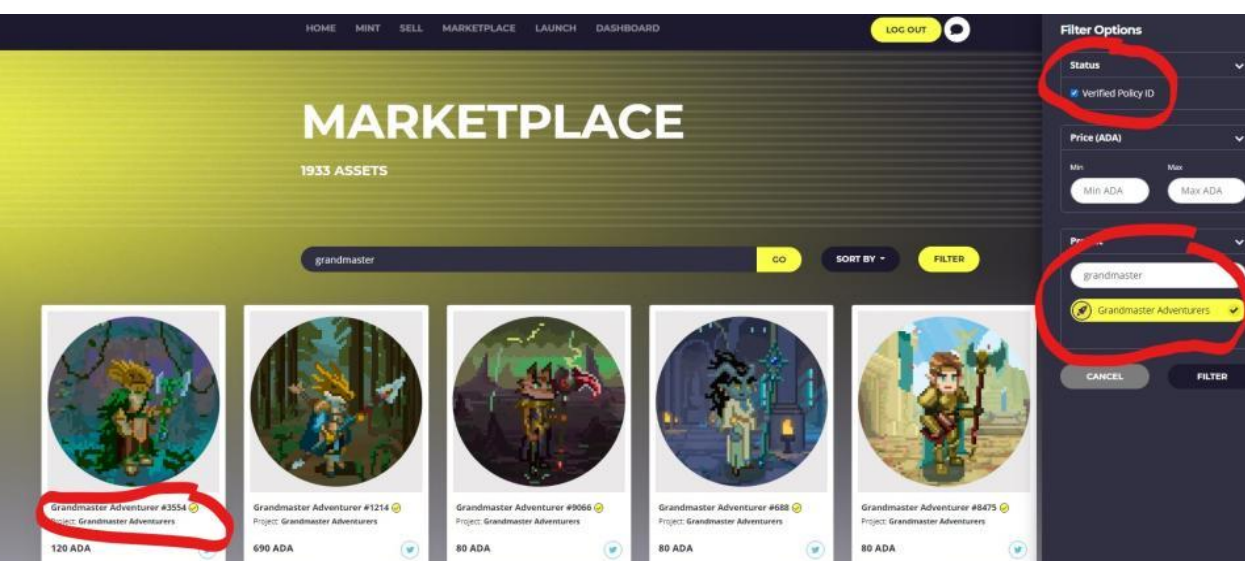 HOME MINT SELL MARKETPLACE LAUNCH DASHBOARD
LOG OUT
MARKETPLACE
1933 ASSETS
grandmaster GO SORT BY FILTER
Grandmaster Adventurer #3554
Project: Grandmaster Adventurers
120 ADA
Grandmaster Adventurer #1214
Project: Grandmaster Adventurers
690 ADA
Grandmaster Adventurer #9066
Project: Grandmaster Adventurers
80 ADA
Grandmaster Adventurer #688
Project: Grandmaster Adventurers
80 ADA
Grandmaster Adventurer #8475
Project: Grandmaster Adventurers
80 ADA
Filter Options
Status
Verified Policy ID
Price (ADA)
Min Max
Min ADA Max ADA
grandmaster
Grandmaster Adventurers
CANCEL FILTER